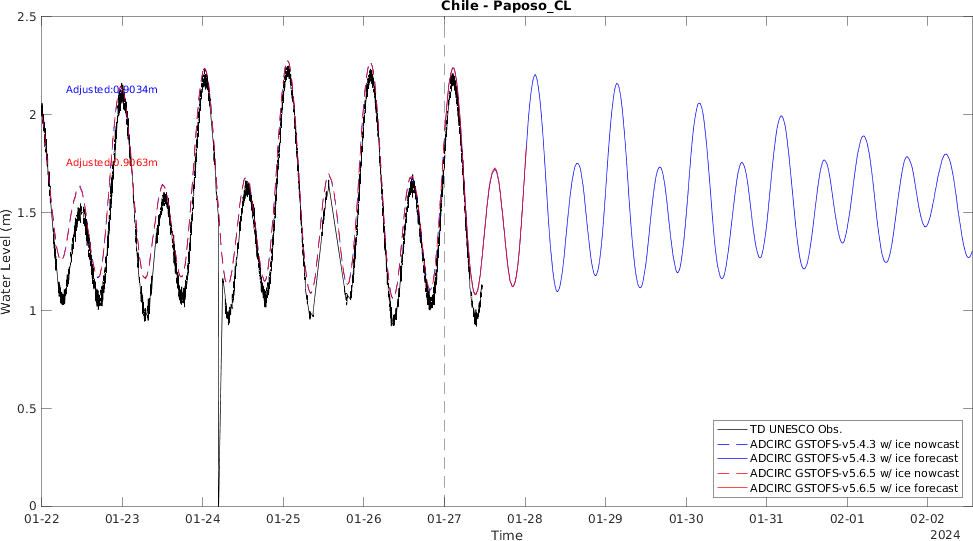 Chile - Paposo_CL
2.5
2
1.5
1
0.5
0
Water Level (m)
Adjusted:0.9034m
Adjusted:0.9063m
TD UNESCO Obs.
ADCIRC GSTOFS-v5.4.3 w/ ice nowcast
ADCIRC GSTOFS-v5.4.3 w/ ice forecast
ADCIRC GSTOFS-v5.6.5 w/ ice nowcast
ADCIRC GSTOFS-v5.6.5 w/ ice forecast
01-22 01-23 01-24 01-25 01-26 01-27 01-28 01-29 01-30 01-31 02-01 02-02
2024
Time